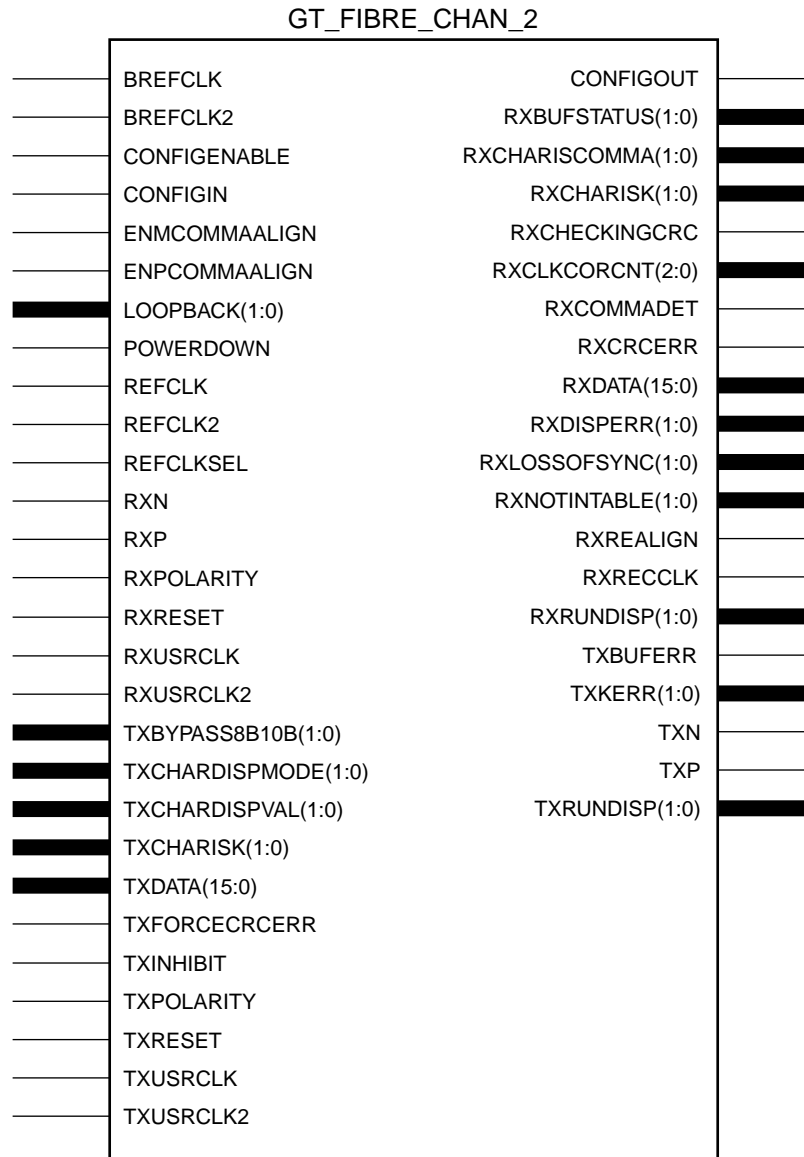 GT_FIBRE_CHAN_2
BREFCLK CONFIGOUT
BREFCLK2 RXBUFSTATUS(1:0)
CONFIGENABLE RXCHARISCOMMA(1:0)
CONFIGIN RXCHARISK(1:0)
ENMCOMMAALIGN RXCHECKINGCRC
ENPCOMMAALIGN RXCLKCORCNT(2:0)
LOOPBACK(1:0) RXCOMMADET
POWERDOWN RXCRCERR
REFCLK RXDATA(15:0)
REFCLK2 RXDISPERR(1:0)
REFCLKSEL RXLOSSOFSYNC(1:0)
RXN RXNOTINTABLE(1:0)
RXP RXREALIGN
RXPOLARITY RXRECCLK
RXRESET RXRUNDISP(1:0)
RXUSRCLK TXBUFERR
RXUSRCLK2 TXKERR(1:0)
TXBYPASS8B10B(1:0) TXN
TXCHARDISPMODE(1:0) TXP
TXCHARDISPVAL(1:0) TXRUNDISP(1:0)
TXCHARISK(1:0)
TXDATA(15:0)
TXFORCECRCERR
TXINHIBIT
TXPOLARITY
TXRESET
TXUSRCLK
TXUSRCLK2